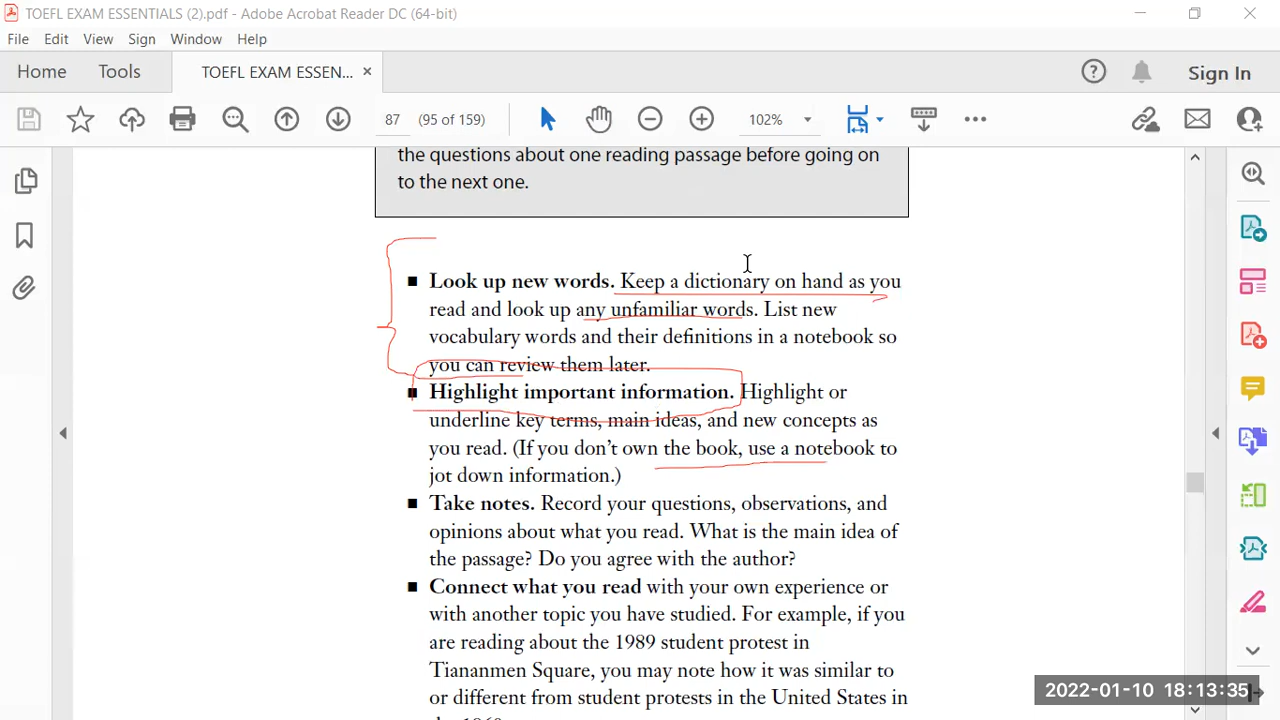 TOEFL EXAM ESSENTIALS (2).pdf - Adobe Acrobat Reader DC (64-bit)
File Edit View Sign Window Help
Home Tools TOEFL EXAM ESSEN... × Sign In
87 (95 of 159) 102%
the questions about one reading passage before going on
to the next one.
■ Look up new words. Keep a dictionary on hand as you
read and look up any unfamiliar words. List new
vocabulary words and their definitions in a notebook so
you can review them later.
■ Highlight important information. Highlight or
underline key terms, main ideas, and new concepts as
you read. (If you don't own the book, use a notebook to
jot down information.)
■ Take notes. Record your questions, observations, and
opinions about what you read. What is the main idea of
the passage? Do you agree with the author?
■ Connect what you read with your own experience or
with another topic you have studied. For example, if you
are reading about the 1989 student protest in
Tiananmen Square, you may note how it was similar to
or different from student protests in the United States in
2022-01-10 18:13:35